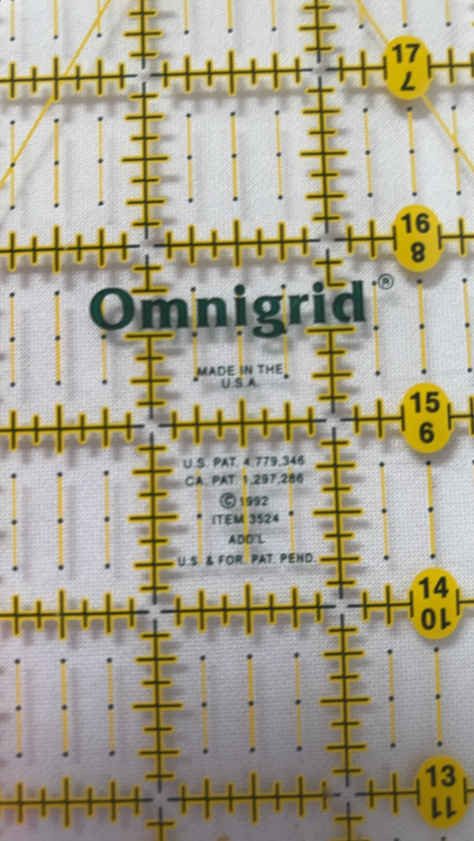 17
7
16
8
Omnigrid®
MADE IN THE
U.S.A.
15
9
U.S. PAT. 4,779,346
CA. PAT. 1,297,286
© 1992
ITEM 3524
ADD'L
U.S. & FOR. PAT. PEND.
14
10
13
11